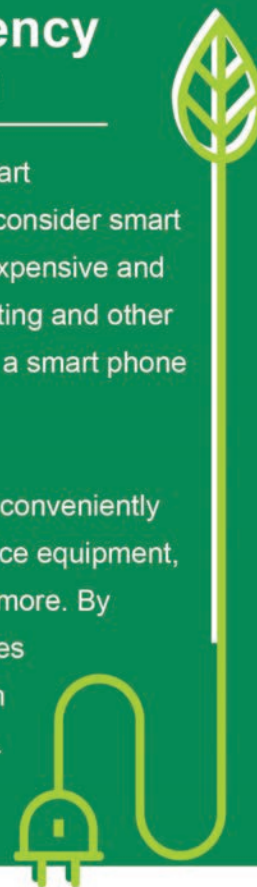 ency
art
consider smart
xpensive and
ting and other
a smart phone
conveniently
ce equipment,
more. By
es